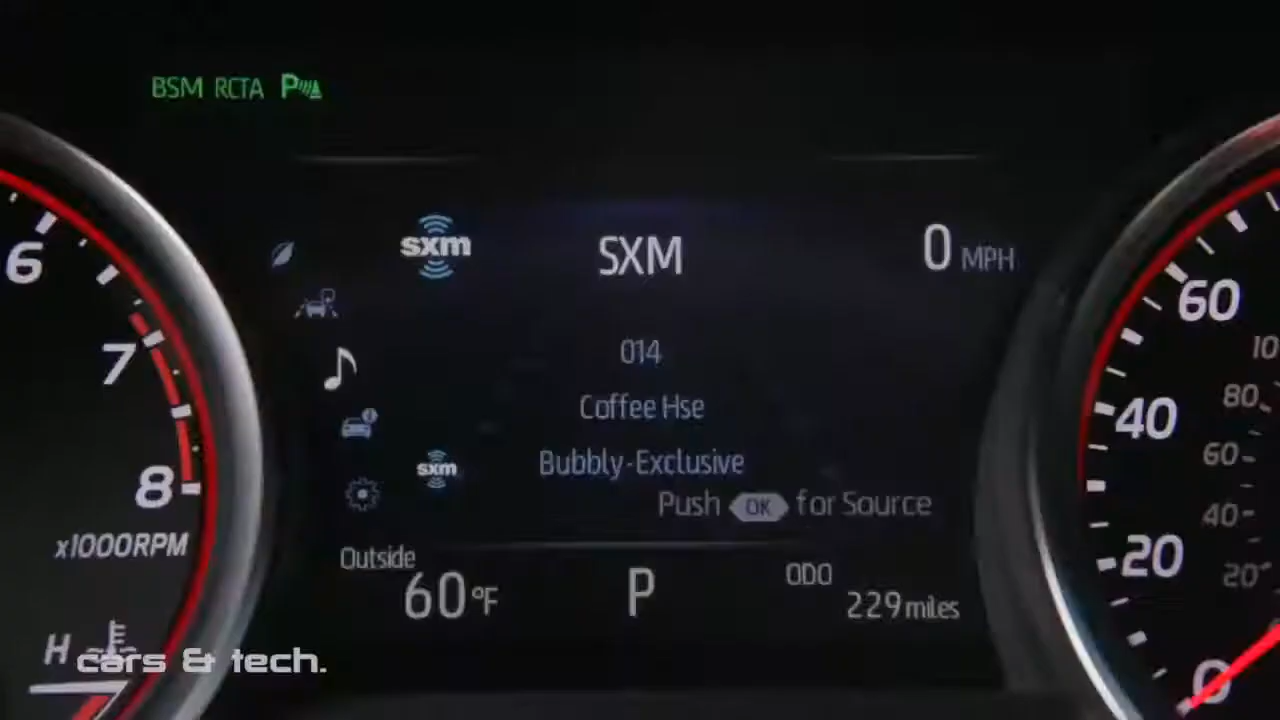 BSM RCTA P
sxm
SXM
0 MPH
6
7
8
x1000RPM
H
014
Coffee Hse
Bubbly-Exclusive
sxm
Push OK for Source
Outside
60°F
P
ODO
229 miles
60
40
20
0
10
80
60
40
20
cars & tech.